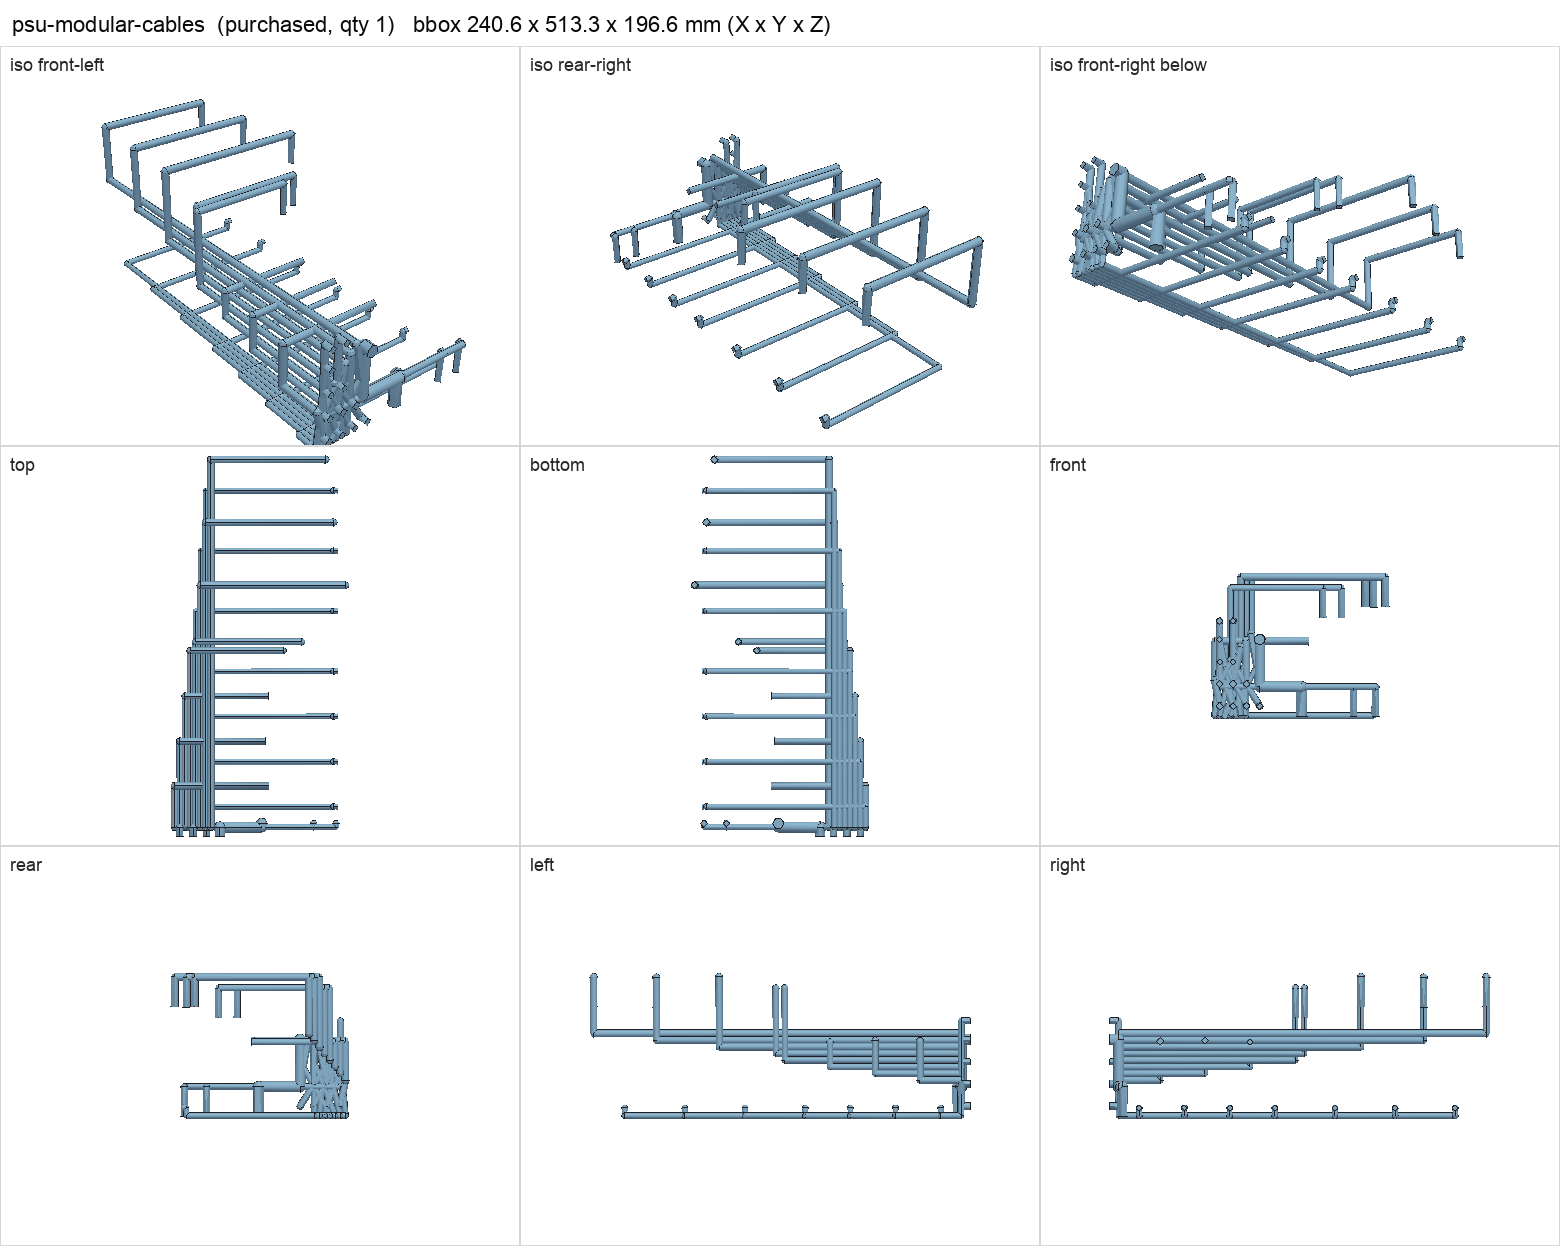 psu-modular-cables  (purchased, qty 1)   bbox 240.6 x 513.3 x 196.6 mm (X x Y x Z)
iso front-left
iso rear-right
iso front-right below
top
bottom
front
rear
left
right